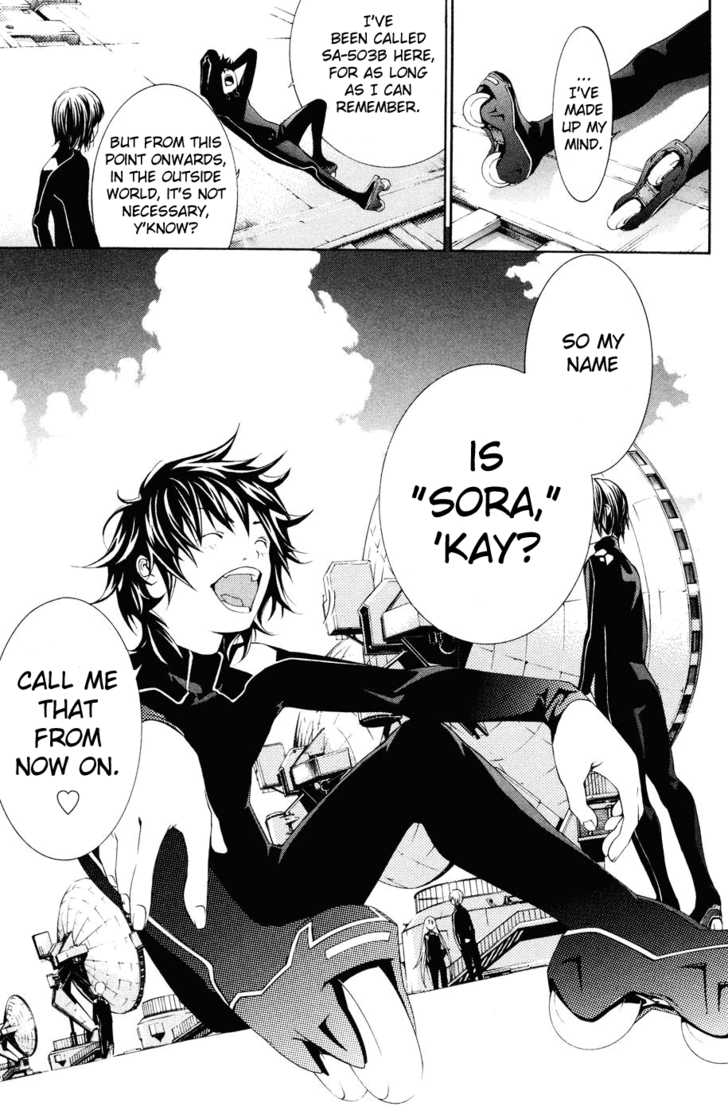 ...
I'VE
MADE
UP MY
MIND.
I'VE
BEEN CALLED
SA-503B HERE,
FOR AS LONG
AS I CAN
REMEMBER.
BUT FROM THIS
POINT ONWARDS,
IN THE OUTSIDE
WORLD, IT'S NOT
NECESSARY,
Y'KNOW?
SO MY
NAME
IS
"SORA,"
'KAY?
CALL ME
THAT
FROM
NOW ON.
♡